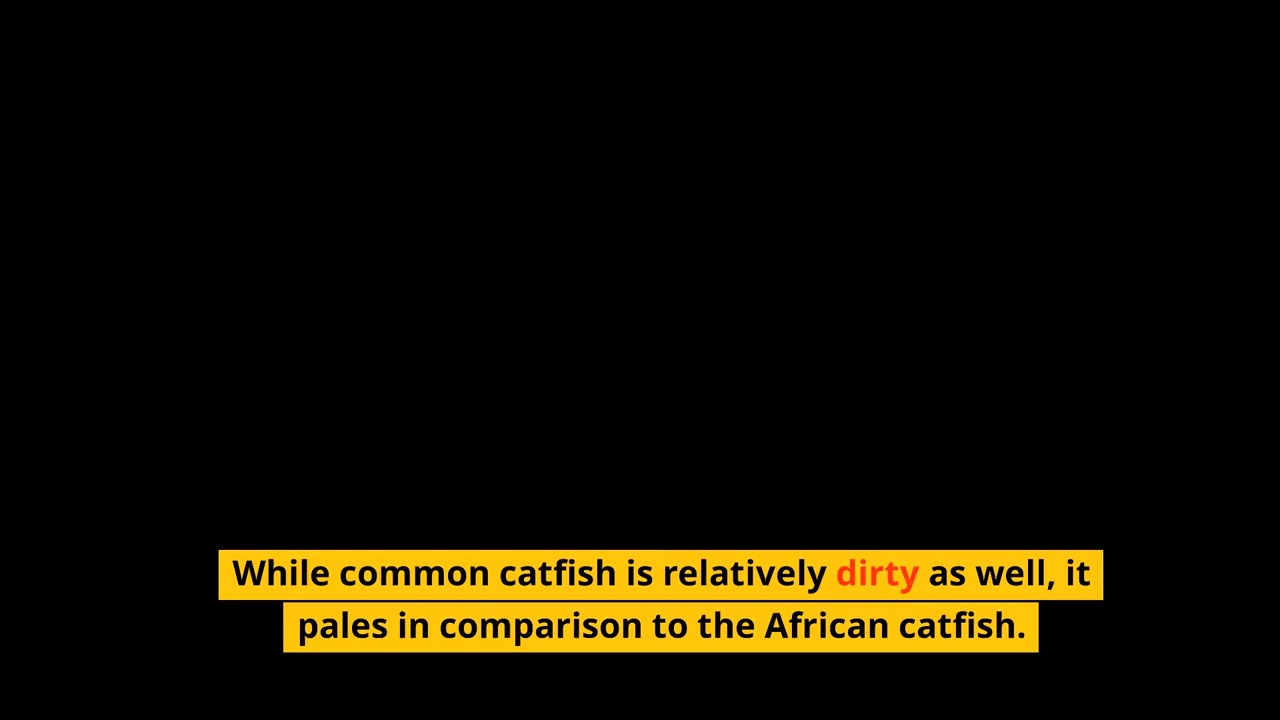 While common catfish is relatively dirty as well, it
pales in comparison to the African catfish.